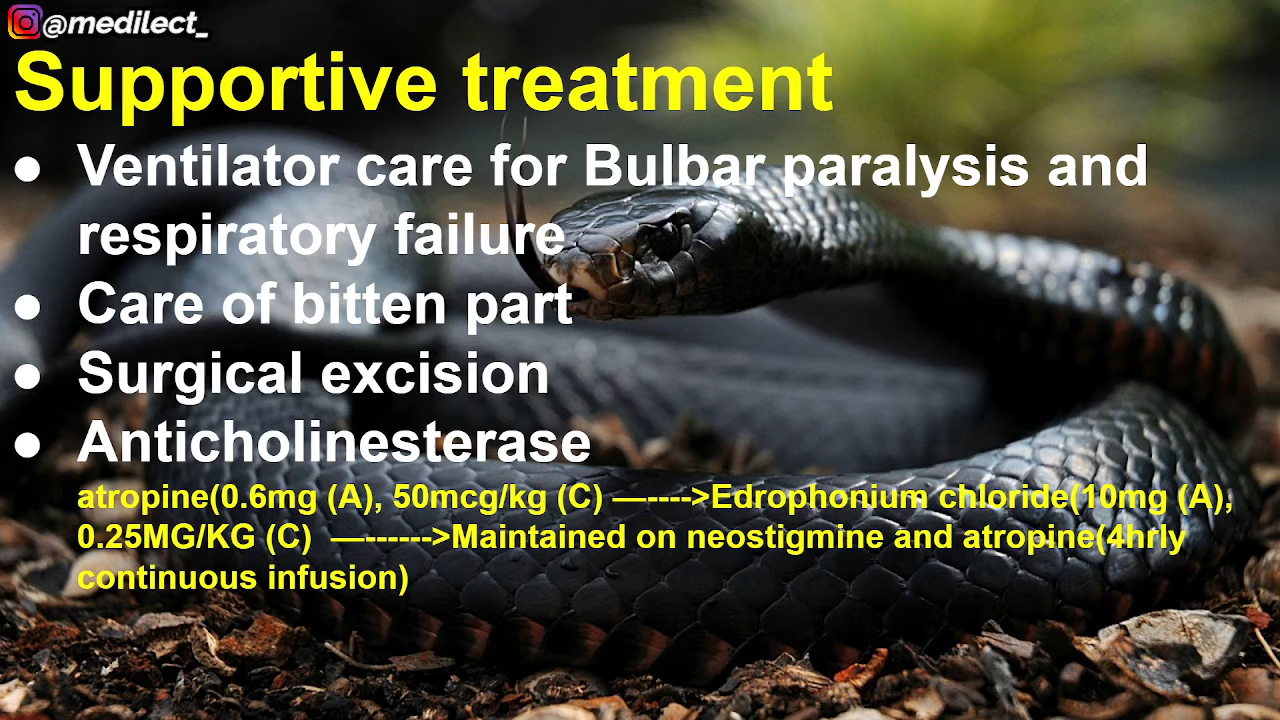 @medilect_
Supportive treatment
● Ventilator care for Bulbar paralysis and
respiratory failure
● Care of bitten part
● Surgical excision
● Anticholinesterase
atropine(0.6mg (A), 50mcg/kg (C) —---->Edrophonium chloride(10mg (A),
0.25MG/KG (C) —------>Maintained on neostigmine and atropine(4hrly
continuous infusion)